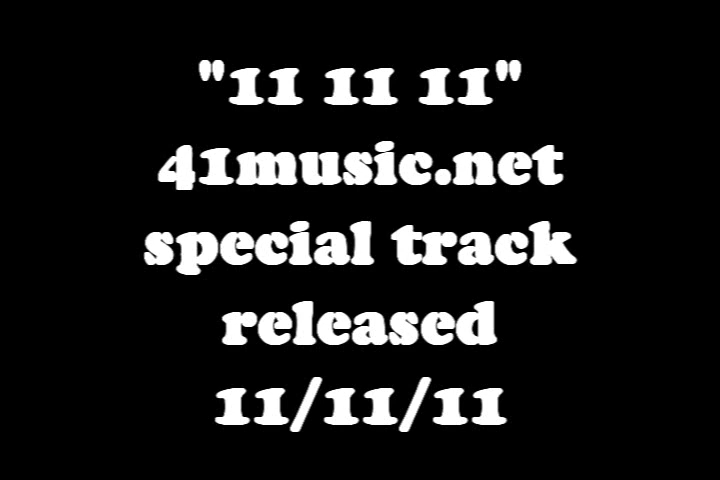 "11 11 11"
41music.net
special track
released
11/11/11